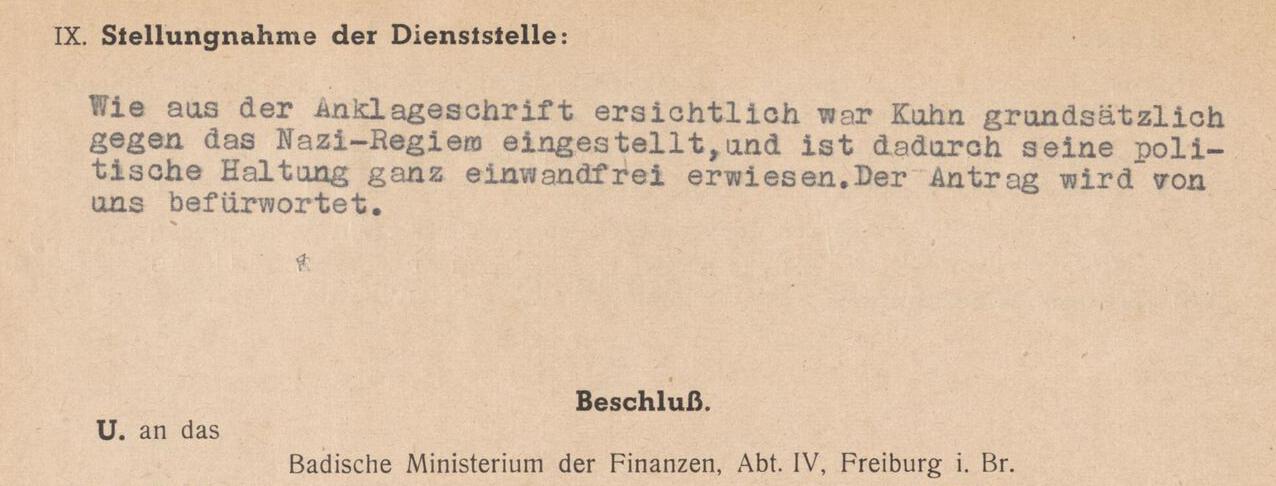 IX. Stellungnahme der Dienststelle:
Wie aus der Anklageschrift ersichtlich war Kuhn grundsätzlich
gegen das Nazi-Regiem eingestellt,und ist dadurch seine poli-
tische Haltung ganz einwandfrei erwiesen.Der Antrag wird von
uns befürwortet.
Beschluß.
U. an das
Badische Ministerium der Finanzen, Abt. IV, Freiburg i. Br.